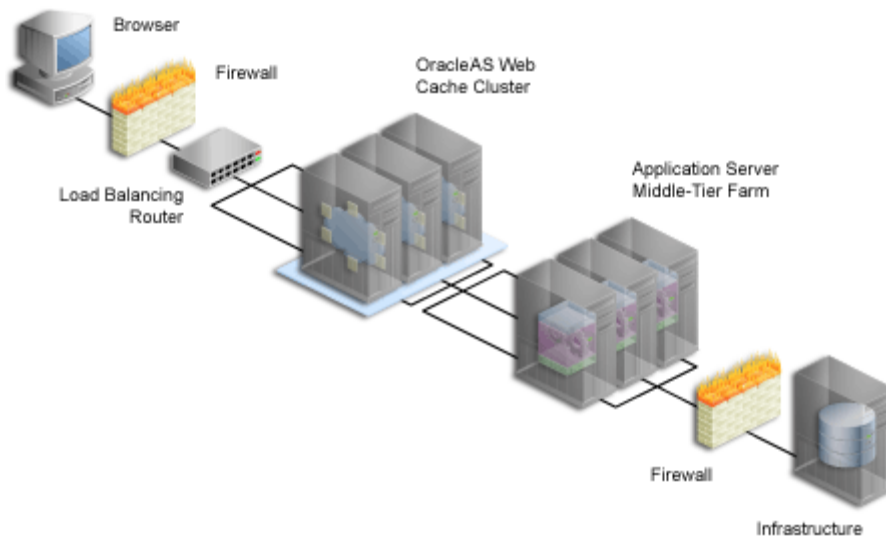 Browser
Firewall
OracleAS Web
Cache Cluster
Load Balancing
Router
Application Server
Middle-Tier Farm
Firewall
Infrastructure